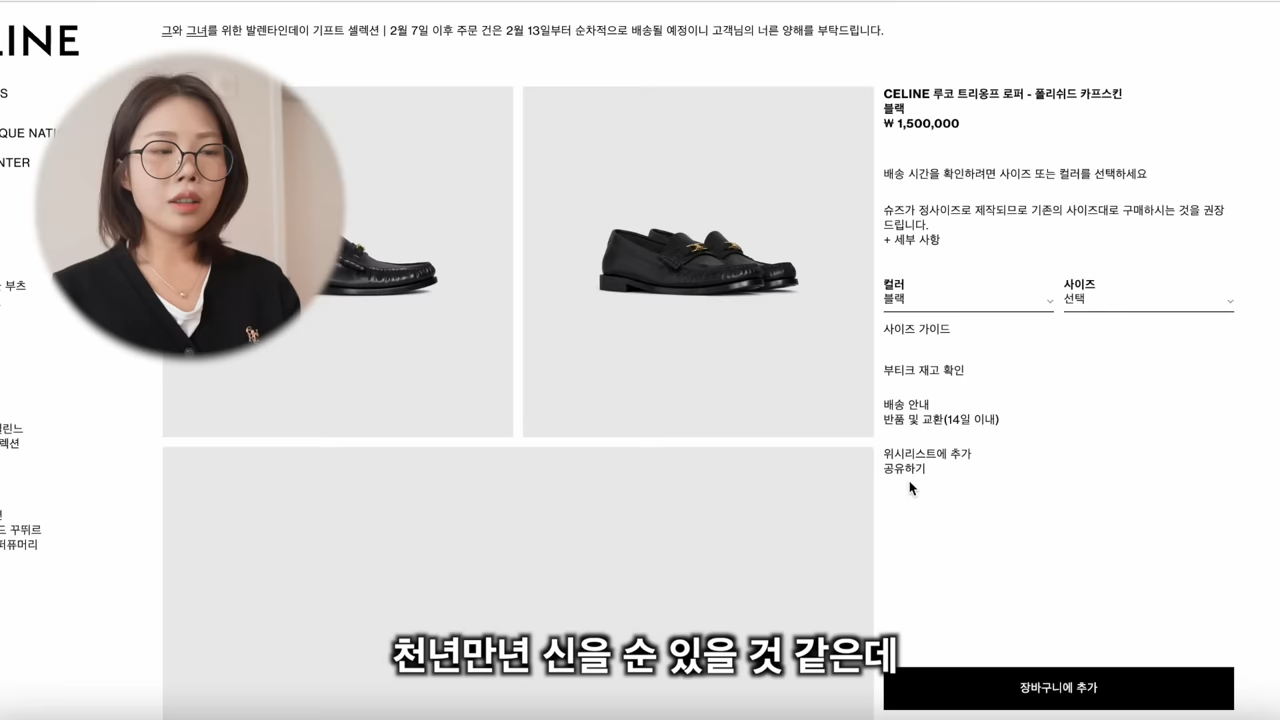 LINE
그와 그녀를 위한 발렌타인데이 기프트 셀렉션 | 2월 7일 이후 주문 건은 2월 13일부터 순차적으로 배송될 예정이니 고객님의 너른 양해를 부탁드립니다.
S
QUE NATI
NTER
부츠
린느
렉션
드 꾸뛰르
퍼퓨머리
CELINE 루코 트리옹프 로퍼 - 폴리쉬드 카프스킨
블랙
₩ 1,500,000
배송 시간을 확인하려면 사이즈 또는 컬러를 선택하세요
슈즈가 정사이즈로 제작되므로 기존의 사이즈대로 구매하시는 것을 권장
드립니다.
+ 세부 사항
컬러
블랙
사이즈
선택
사이즈 가이드
부티크 재고 확인
배송 안내
반품 및 교환(14일 이내)
위시리스트에 추가
공유하기
천년만년 신을 순 있을 것 같은데
장바구니에 추가